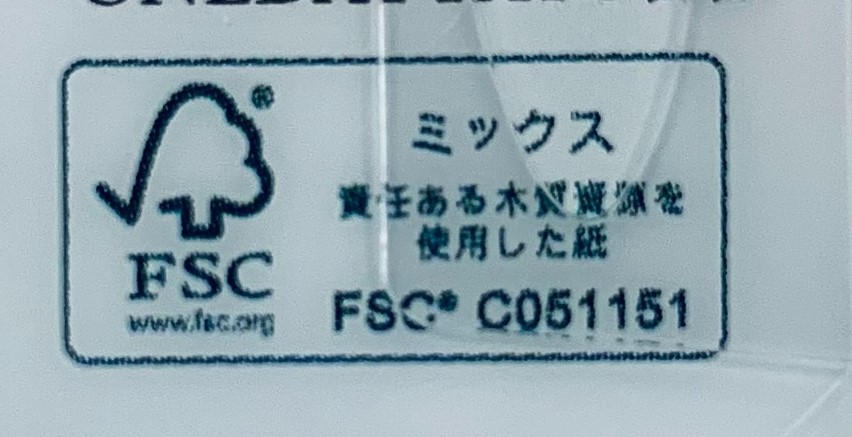 ®
ミックス
責任ある木質資源を
使用した紙
FSC
www.fsc.org
FSC® C051151